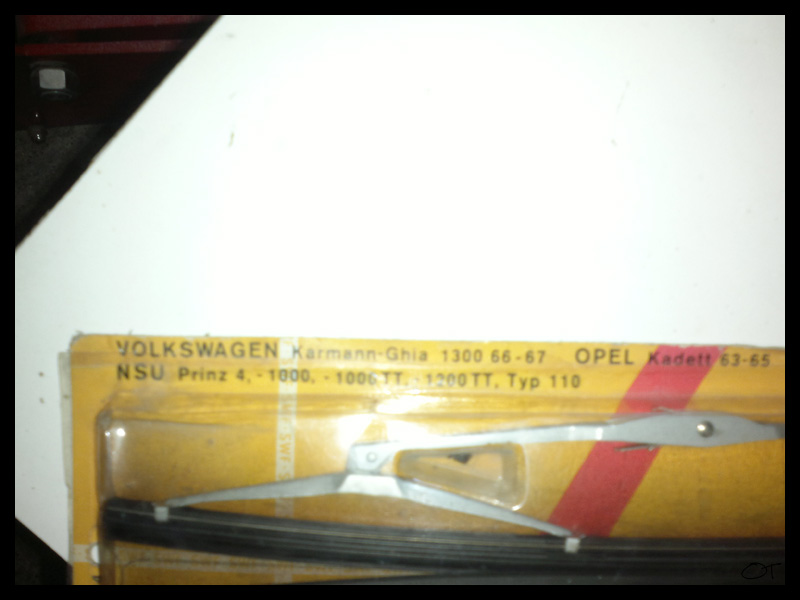 VOLKSWAGEN Karmann-Ghia 1300 66-67 OPEL Kadett 63-65
NSU Prinz 4, -1000, -1000 TT, -1200 TT, Typ 110
OT